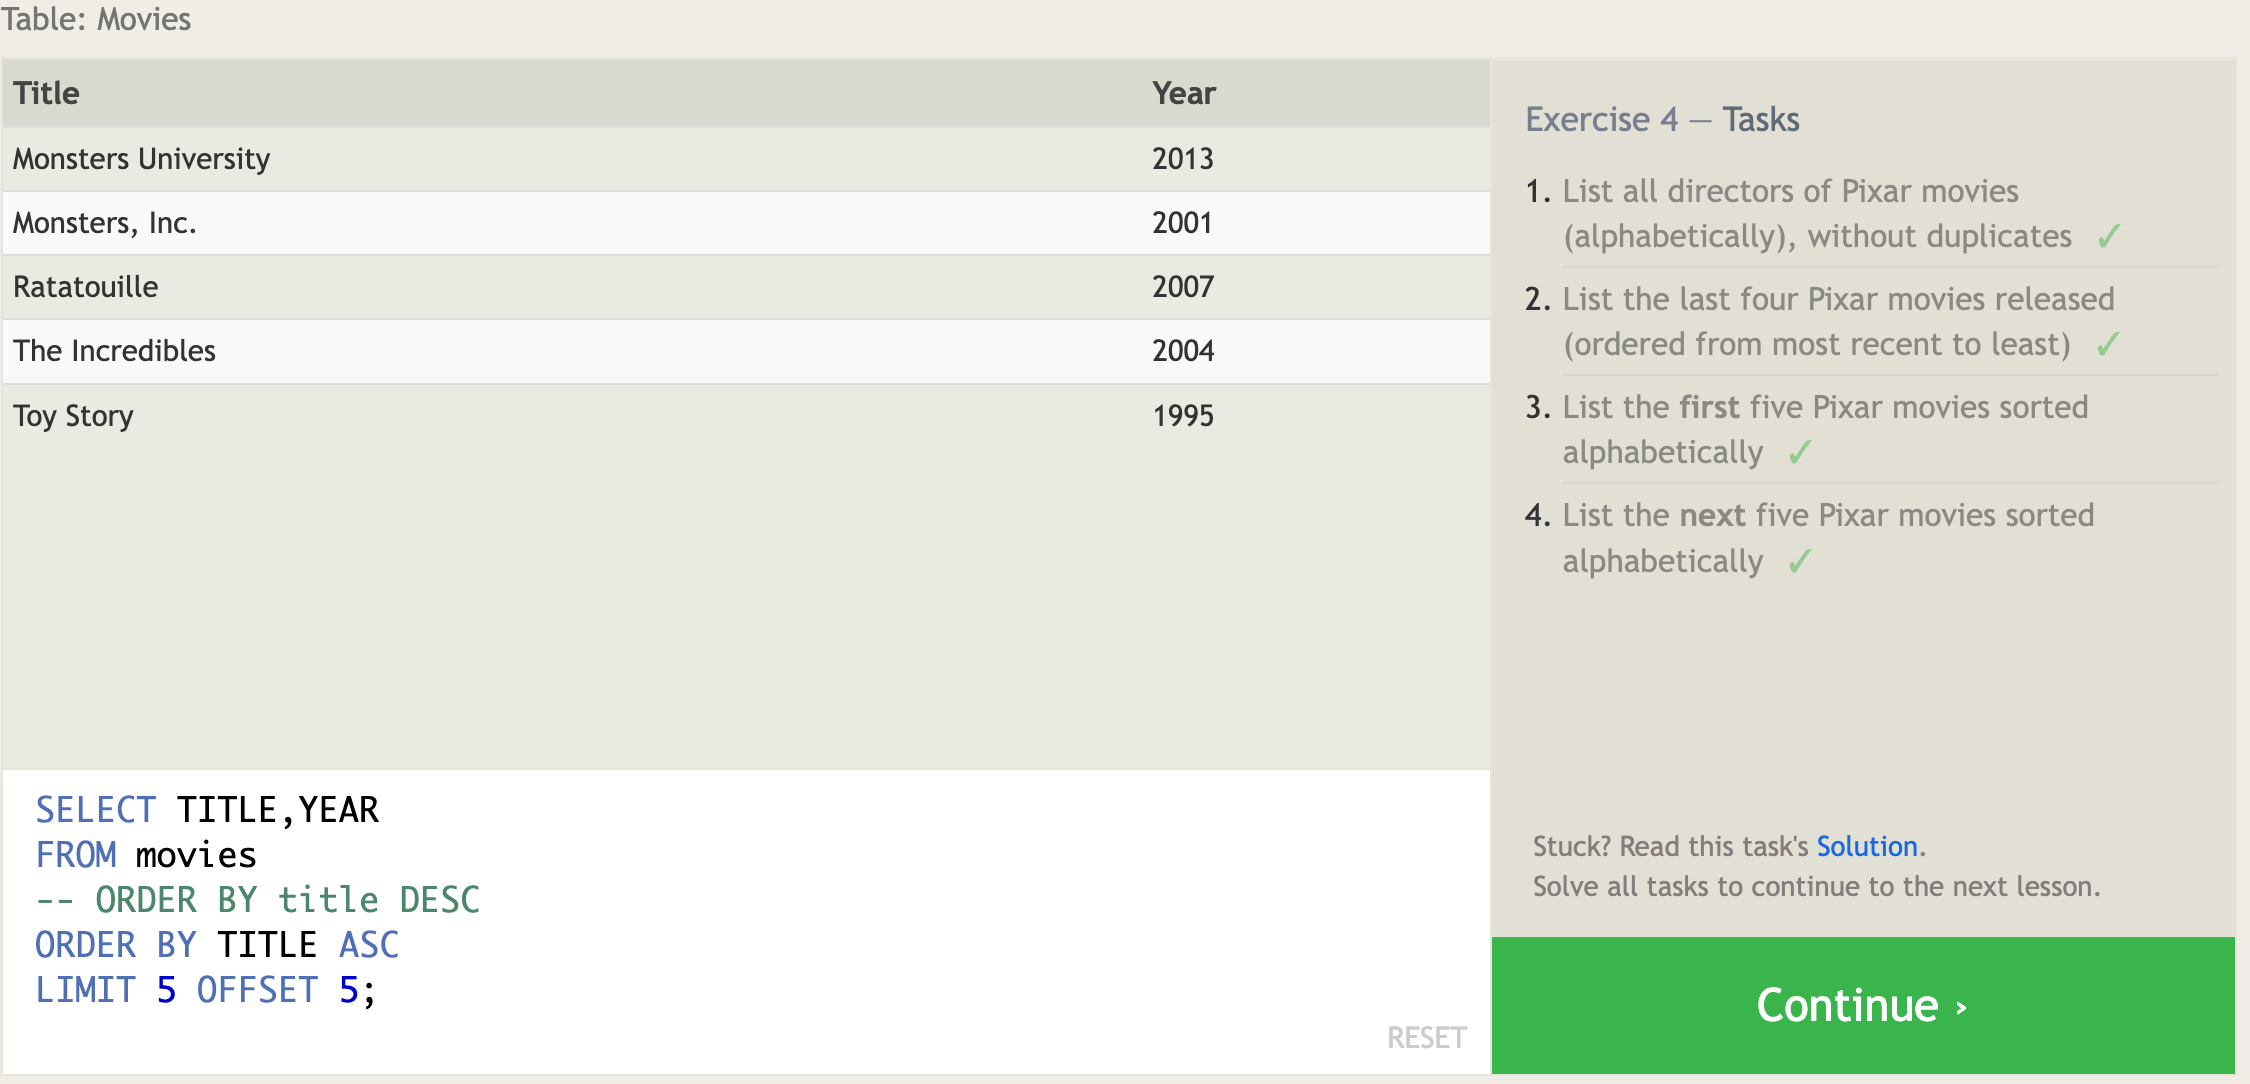 Table: Movies
Title Year
Monsters University 2013
Monsters, Inc. 2001
Ratatouille 2007
The Incredibles 2004
Toy Story 1995
SELECT TITLE,YEAR
FROM movies
-- ORDER BY title DESC
ORDER BY TITLE ASC
LIMIT 5 OFFSET 5;
RESET
Exercise 4 — Tasks
1. List all directors of Pixar movies
(alphabetically), without duplicates ✓
2. List the last four Pixar movies released
(ordered from most recent to least) ✓
3. List the first five Pixar movies sorted
alphabetically ✓
4. List the next five Pixar movies sorted
alphabetically ✓
Stuck? Read this task's Solution.
Solve all tasks to continue to the next lesson.
Continue ›